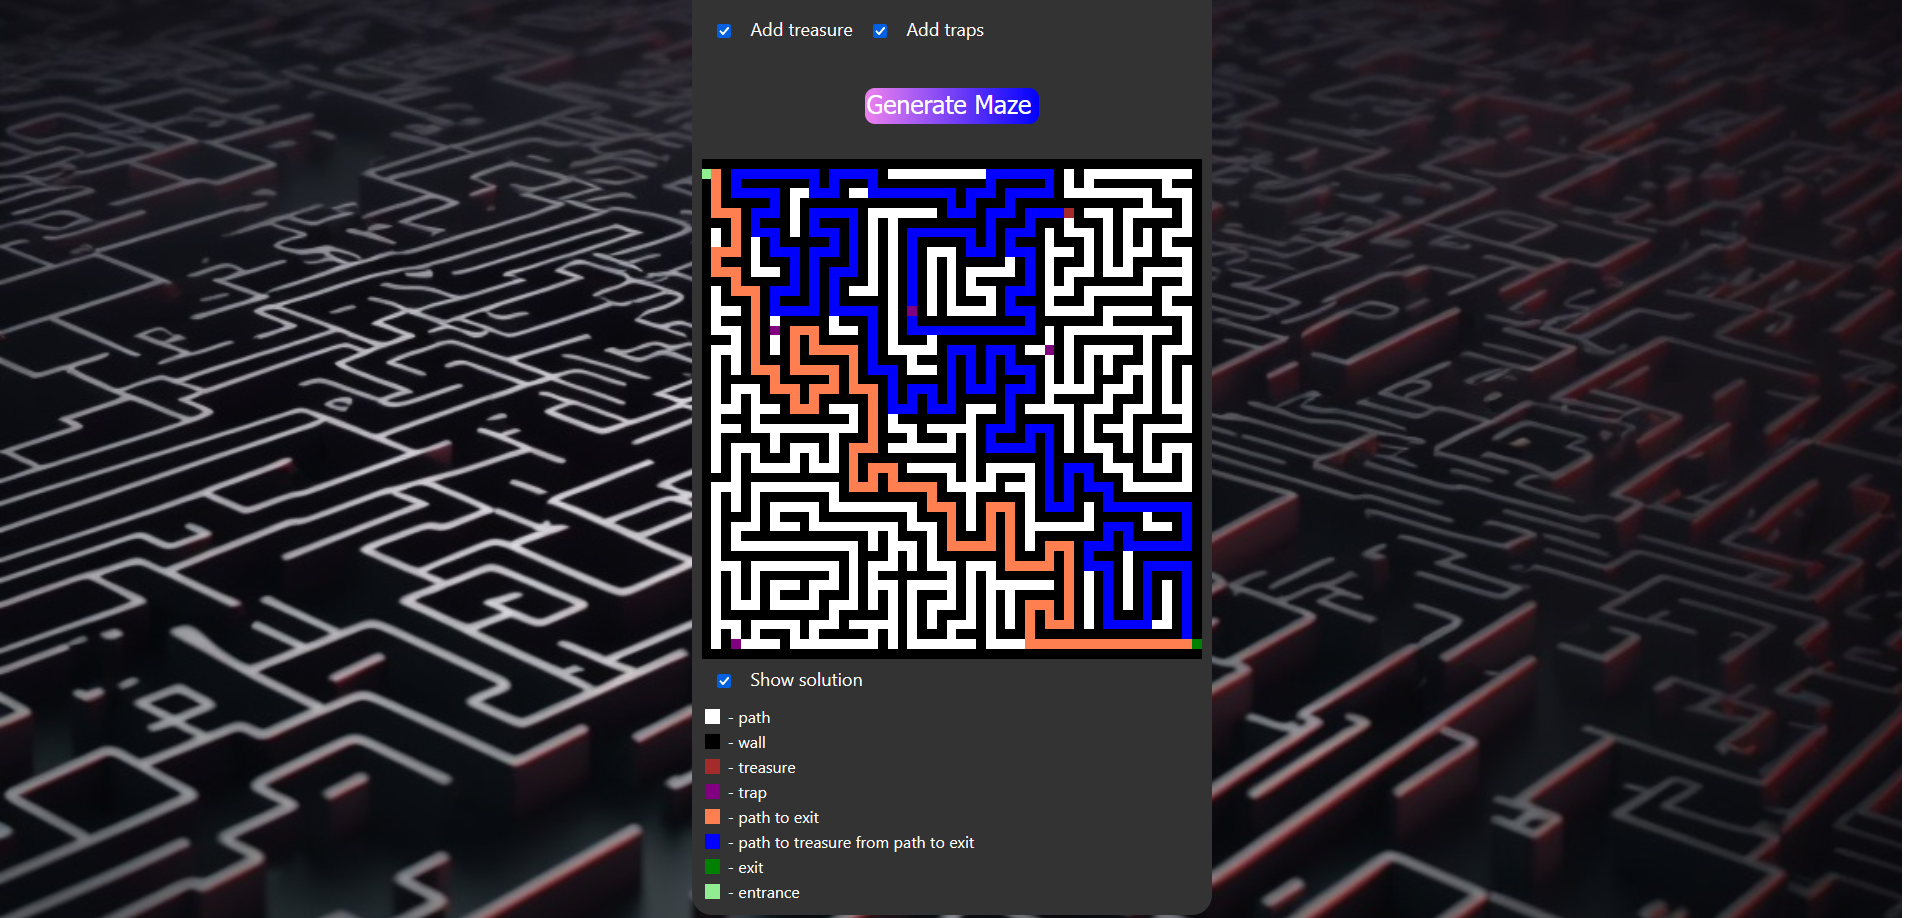 Add treasure Add traps
Generate Maze
Show solution
- path
- wall
- treasure
- trap
- path to exit
- path to treasure from path to exit
- exit
- entrance